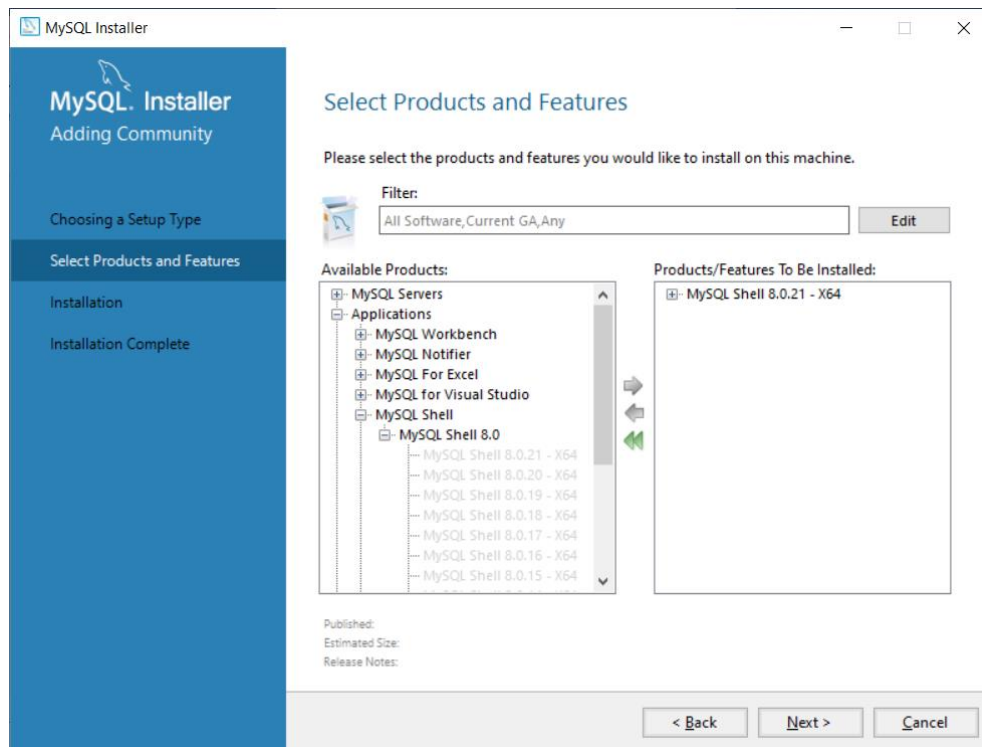 MySQL Installer
MySQL. Installer
Adding Community
Choosing a Setup Type
Select Products and Features
Installation
Installation Complete
Select Products and Features
Please select the products and features you would like to install on this machine.
Filter:
All Software,Current GA,Any
Edit
Available Products:
MySQL Servers
Applications
MySQL Workbench
MySQL Notifier
MySQL For Excel
MySQL for Visual Studio
MySQL Shell
MySQL Shell 8.0
MySQL Shell 8.0.21 - X64
MySQL Shell 8.0.20 - X64
MySQL Shell 8.0.19 - X64
MySQL Shell 8.0.18 - X64
MySQL Shell 8.0.17 - X64
MySQL Shell 8.0.16 - X64
MySQL Shell 8.0.15 - X64
Products/Features To Be Installed:
MySQL Shell 8.0.21 - X64
Published:
Estimated Size:
Release Notes:
< Back
Next >
Cancel